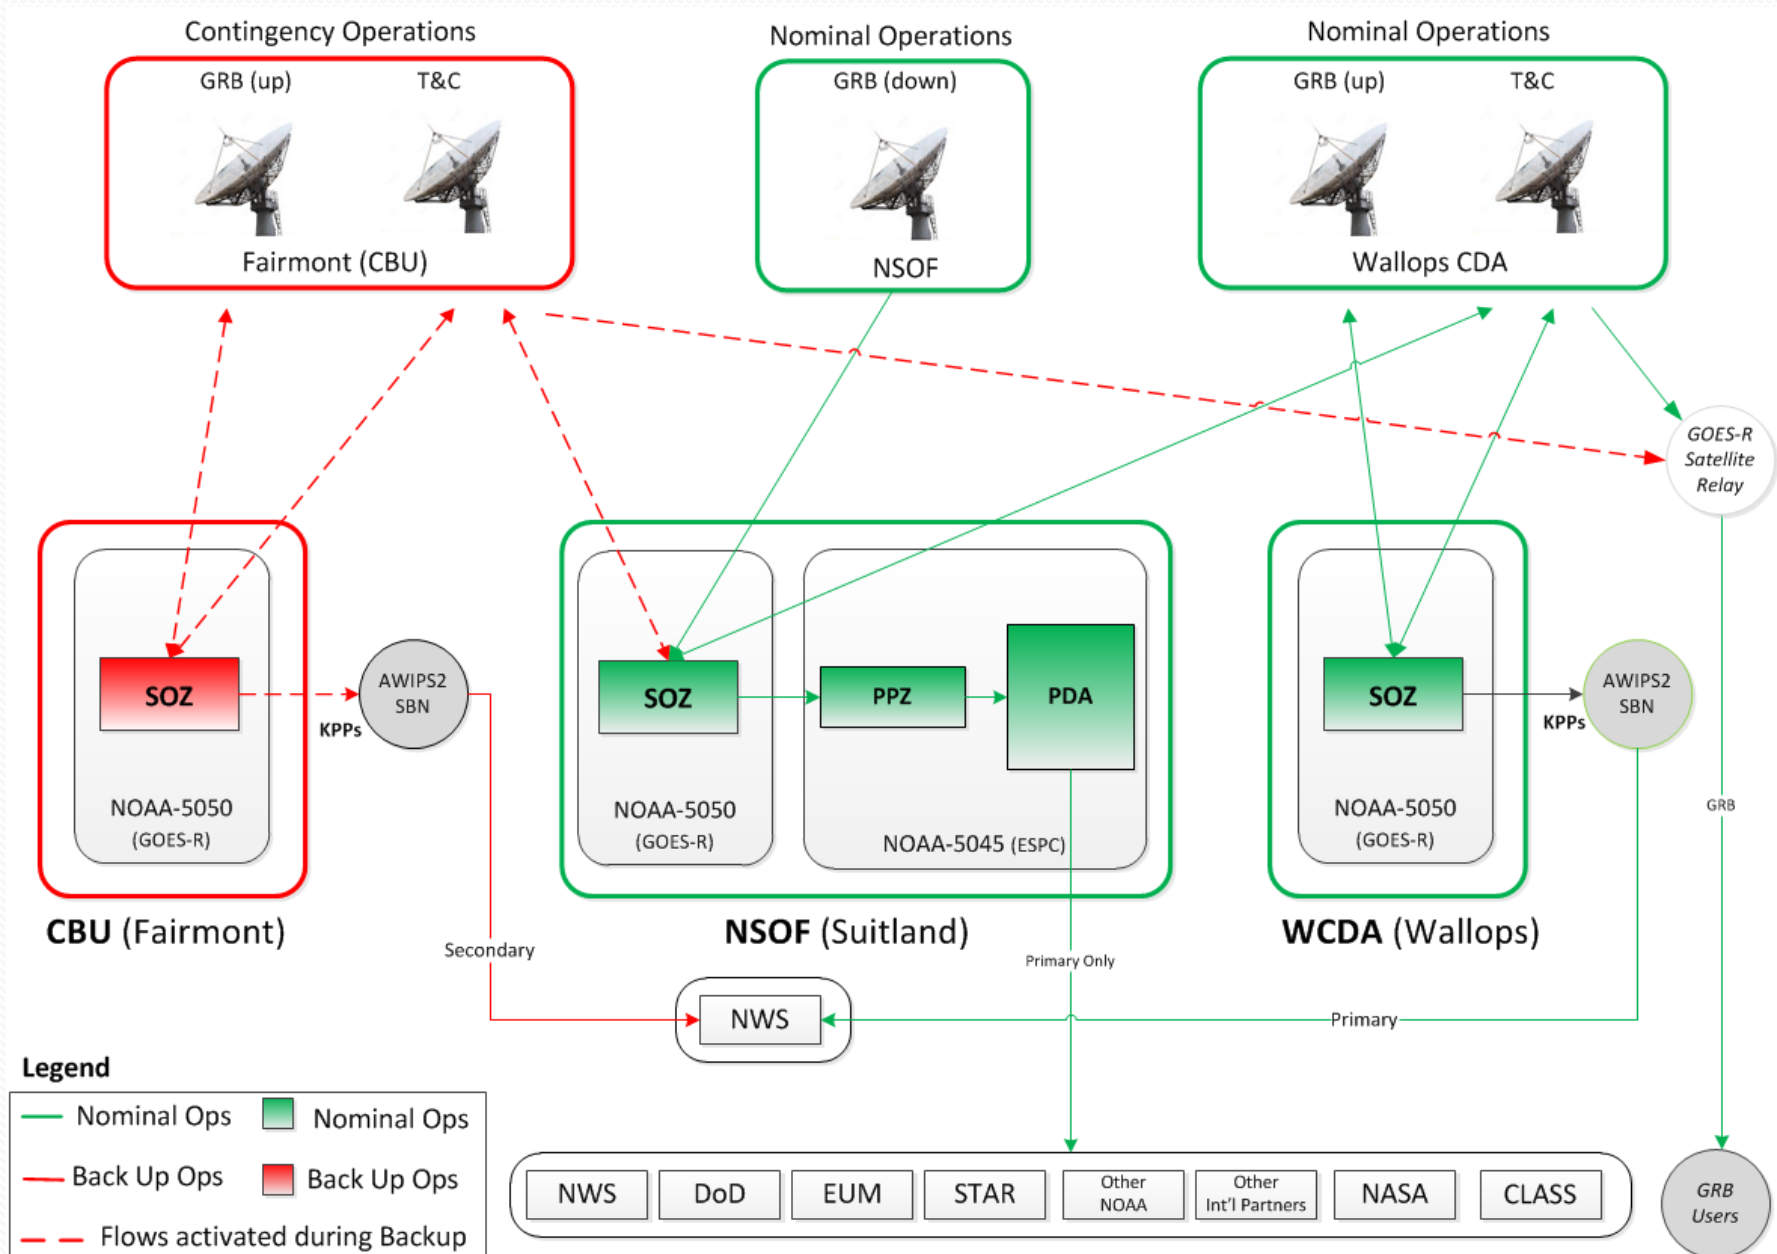 Contingency Operations
Nominal Operations
Nominal Operations
GRB (up)
T&C
GRB (down)
GRB (up)
T&C
Fairmont (CBU)
NSOF
Wallops CDA
GOES-R
Satellite
Relay
SOZ
KPPs
AWIPS2
SBN
NOAA-5050
(GOES-R)
SOZ
PPZ
PDA
NOAA-5050
(GOES-R)
NOAA-5045 (ESPC)
SOZ
KPPs
AWIPS2
SBN
NOAA-5050
(GOES-R)
GRB
CBU (Fairmont)
NSOF (Suitland)
WCDA (Wallops)
Secondary
Primary Only
NWS
Primary
Legend
Nominal Ops
Nominal Ops
Back Up Ops
Back Up Ops
Flows activated during Backup
NWS
DoD
EUM
STAR
Other
NOAA
Other
Int'l Partners
NASA
CLASS
GRB
Users